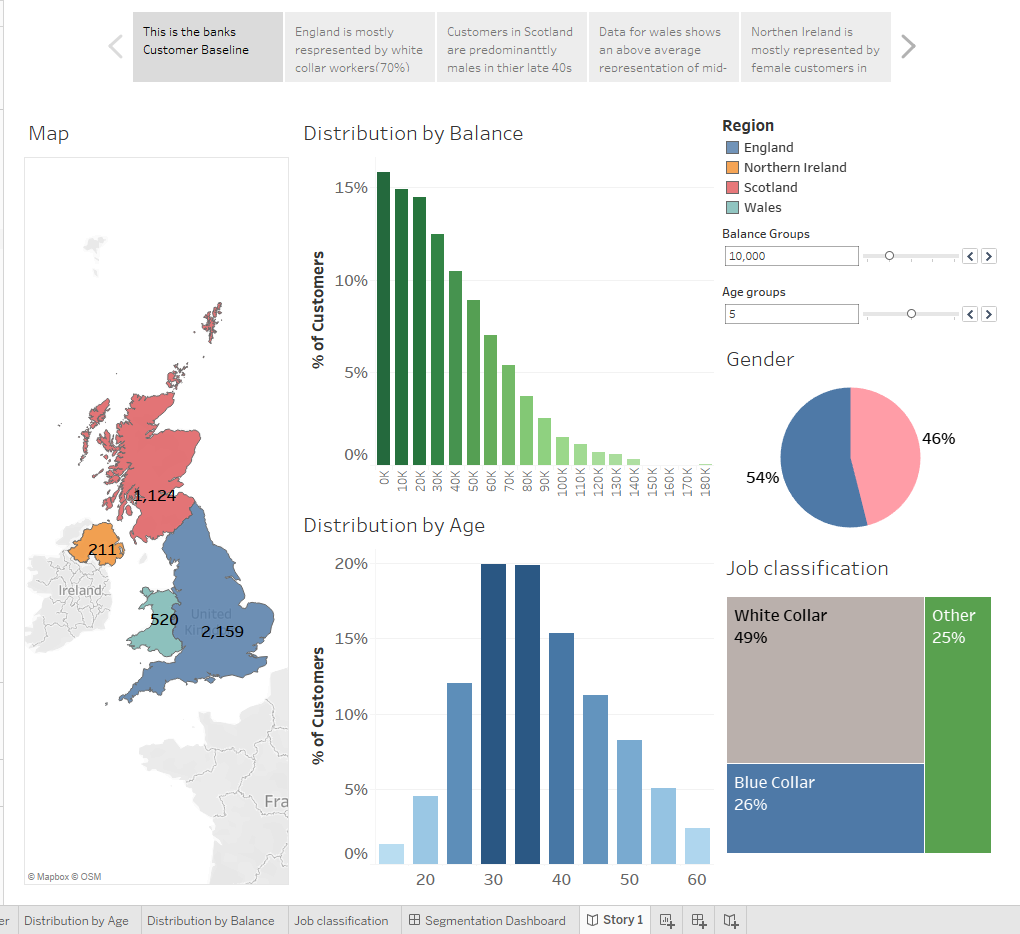 This is the banks
Customer Baseline
England is mostly
respresented by white
collar workers(70%)
Customers in Scotland
are predominanttly
males in thier late 40s
Data for wales shows
an above average
representation of mid-
Northen Ireland is
mostly represented by
female customers in
Map
1,124
211
Ireland
520
United
2,159
Fra
© Mapbox © OSM
Distribution by Balance
% of Customers
15%
10%
5%
0%
0K 10K 20K 30K 40K 50K 60K 70K 80K 90K 100K 110K 120K 130K 140K 150K 160K 170K 180K
Distribution by Age
% of Customers
20%
15%
10%
5%
0%
20 30 40 50 60
Region
England
Northern Ireland
Scotland
Wales
Balance Groups
10,000
Age groups
5
Gender
46%
54%
Job classification
White Collar
49%
Other
25%
Blue Collar
26%
er Distribution by Age Distribution by Balance Job classification Segmentation Dashboard Story 1